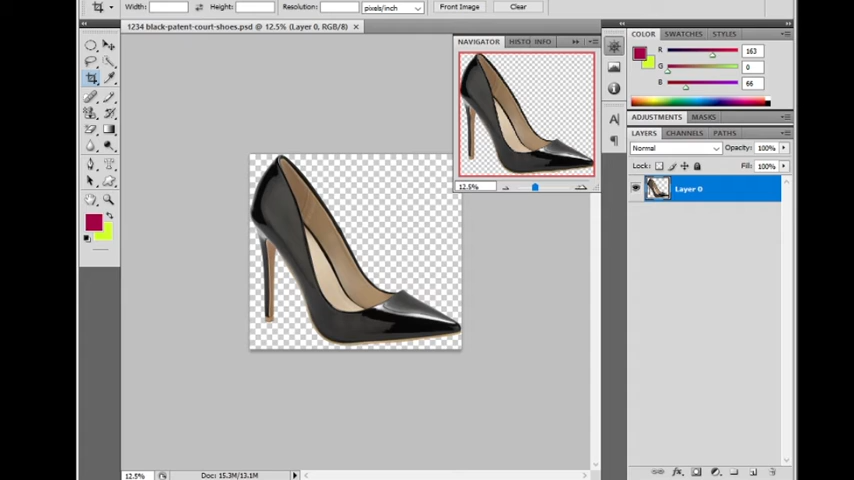 Width:
Height:
Resolution:
pixels/inch
Front Image
Clear
1234 black-patent-court-shoes.psd @ 12.5% (Layer 0, RGB/8)
NAVIGATOR
HISTO
INFO
12.5%
COLOR
SWATCHES
STYLES
R
163
G
0
B
66
ADJUSTMENTS
MASKS
LAYERS
CHANNELS
PATHS
Normal
Opacity:
100%
Lock:
Fill:
100%
Layer 0
12.5%
Doc: 15.3M/13.1M